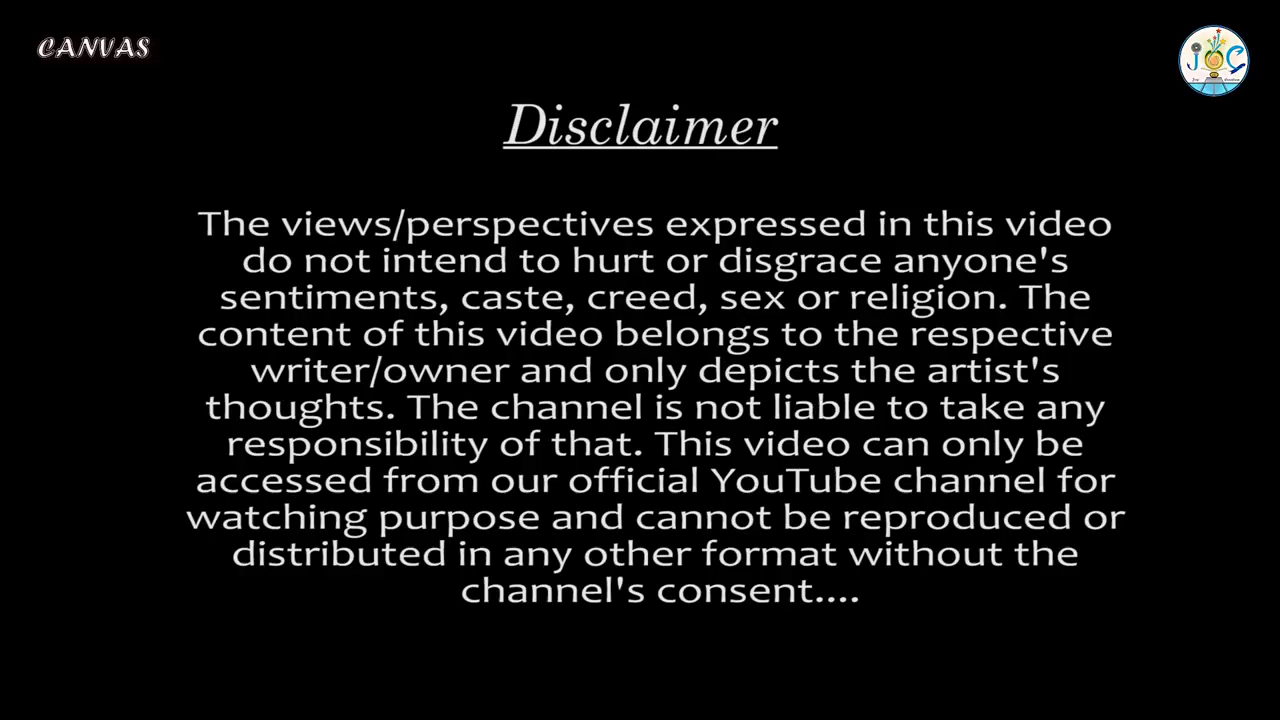 CANVAS
JOC
Disclaimer
The views/perspectives expressed in this video
do not intend to hurt or disgrace anyone's
sentiments, caste, creed, sex or religion. The
content of this video belongs to the respective
writer/owner and only depicts the artist's
thoughts. The channel is not liable to take any
responsibility of that. This video can only be
accessed from our official YouTube channel for
watching purpose and cannot be reproduced or
distributed in any other format without the
channel's consent....